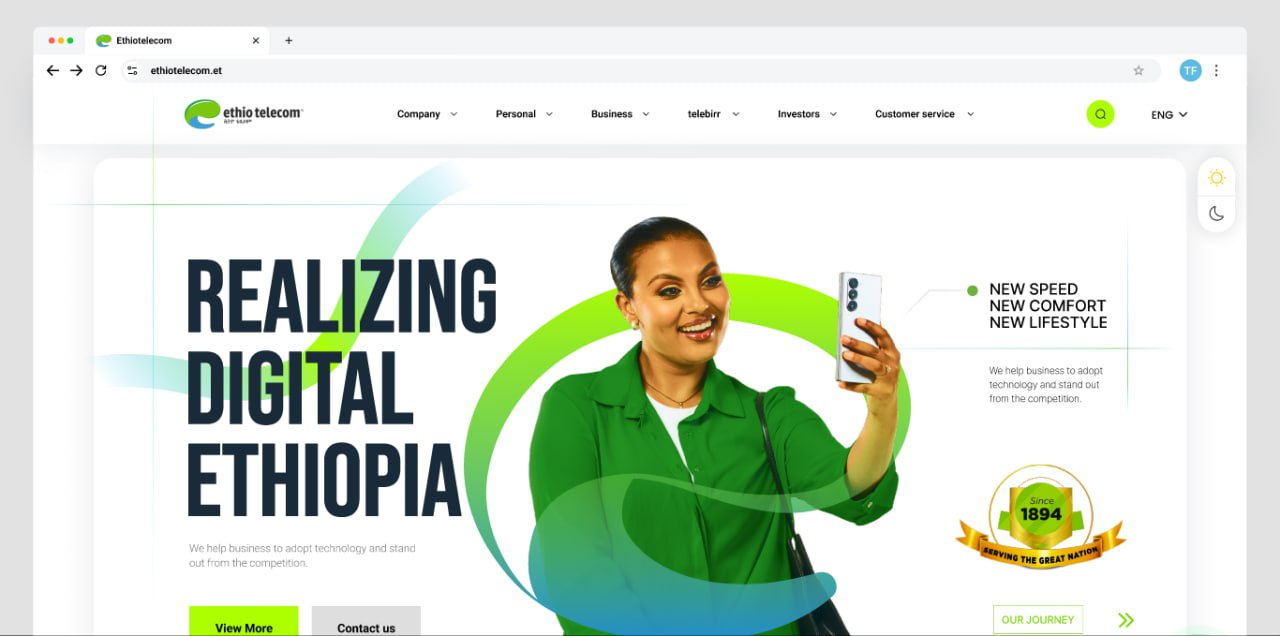 Ethiotelecom
ethiotelecom.et
TF
ethio telecom
Company
Personal
Business
telebirr
Investors
Customer service
ENG
REALIZING
DIGITAL
ETHIOPIA
We help business to adopt technology and stand
out from the competition.
View More
Contact us
NEW SPEED
NEW COMFORT
NEW LIFESTYLE
We help business to adopt
technology and stand out
from the competition.
Since
1894
SERVING THE GREAT NATION
OUR JOURNEY